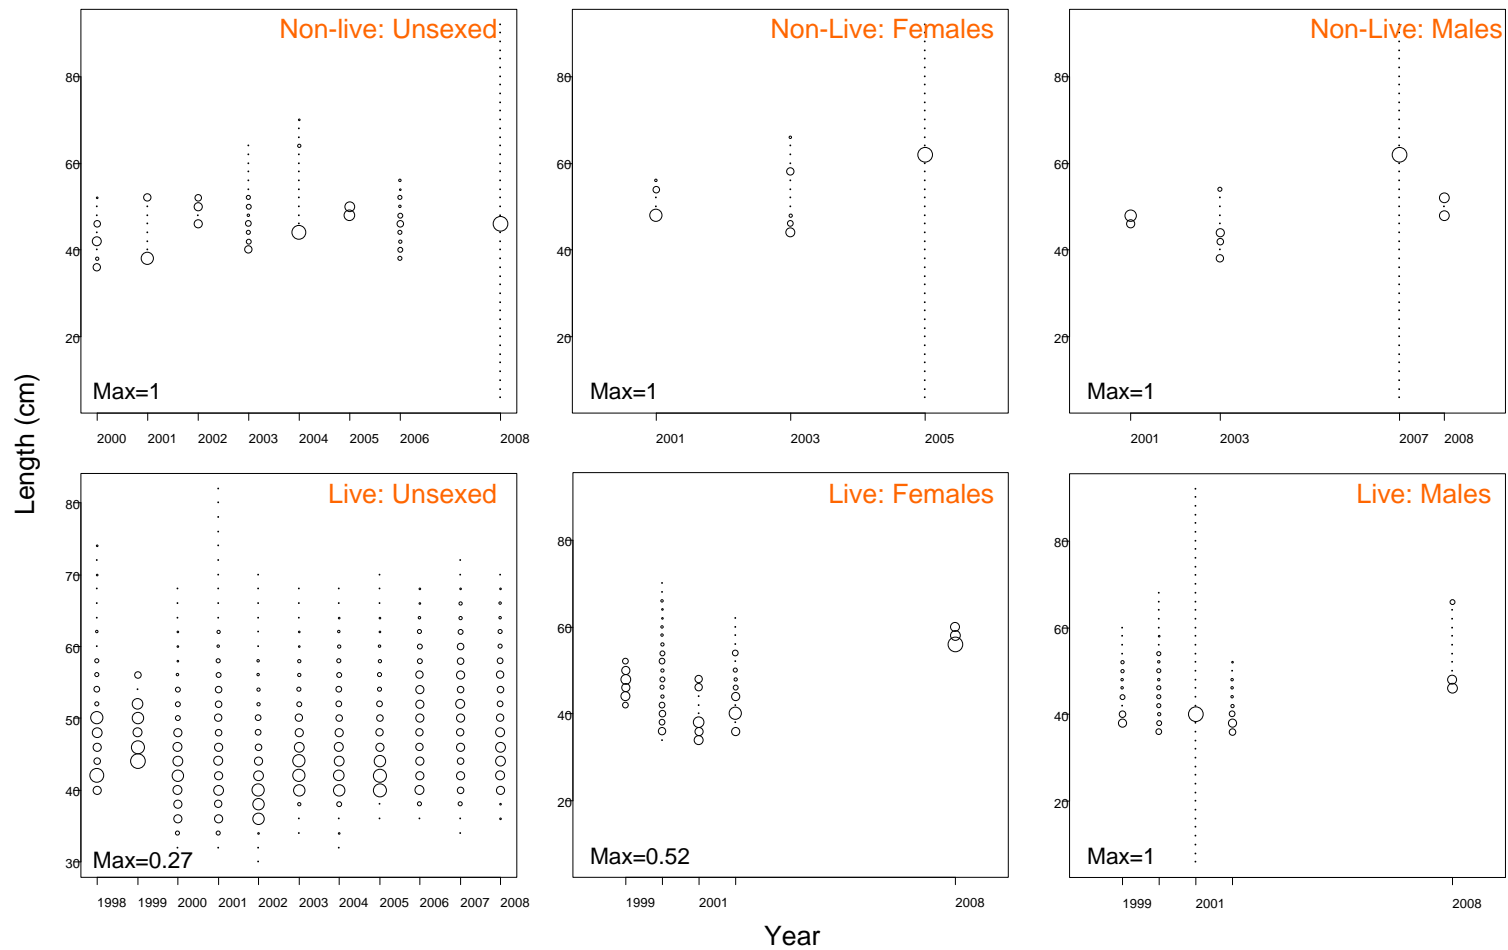 Non-live: Unsexed
80
60
40
20
Max=1
2000 2001 2002 2003 2004 2005 2006 2008
Non-Live: Females
80
60
40
20
Max=1
2001 2003 2005
Non-Live: Males
80
60
40
20
Max=1
2001 2003 2007 2008
Length (cm)
Live: Unsexed
80
70
60
50
40
30
Max=0.27
1998 1999 2000 2001 2002 2003 2004 2005 2006 2007 2008
Live: Females
80
60
40
20
Max=0.52
1999 2001 2008
Live: Males
80
60
40
20
Max=1
1999 2001 2008
Year